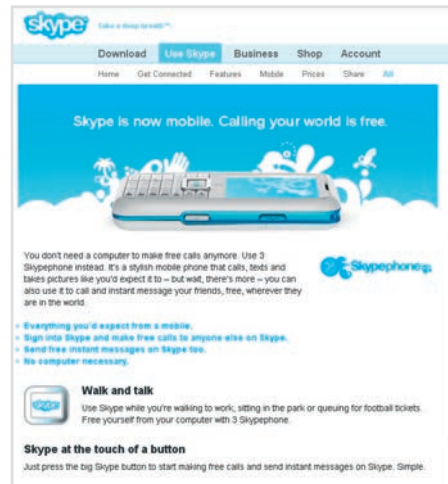 skype
Take a deep breath™
Download Use Skype Business Shop Account
Home Get Connected Features Mobile Prices Share All
Skype is now mobile. Calling your world is free.
You don't need a computer to make free calls anymore. Use 3
Skypephone instead. It's a stylish mobile phone that calls, texts and
takes pictures like you'd expect it to – but wait, there's more – you can
also use it to call and instant message your friends, free, wherever they
are in the world.
Skypephone
Everything you'd expect from a mobile.
Sign into Skype and make free calls to anyone else on Skype.
Send free instant messages on Skype too.
No computer necessary.
skype
Walk and talk
Use Skype while you're walking to work, sitting in the park or queuing for football tickets.
Free yourself from your computer with 3 Skypephone.
Skype at the touch of a button
Just press the big Skype button to start making free calls and send instant messages on Skype. Simple.